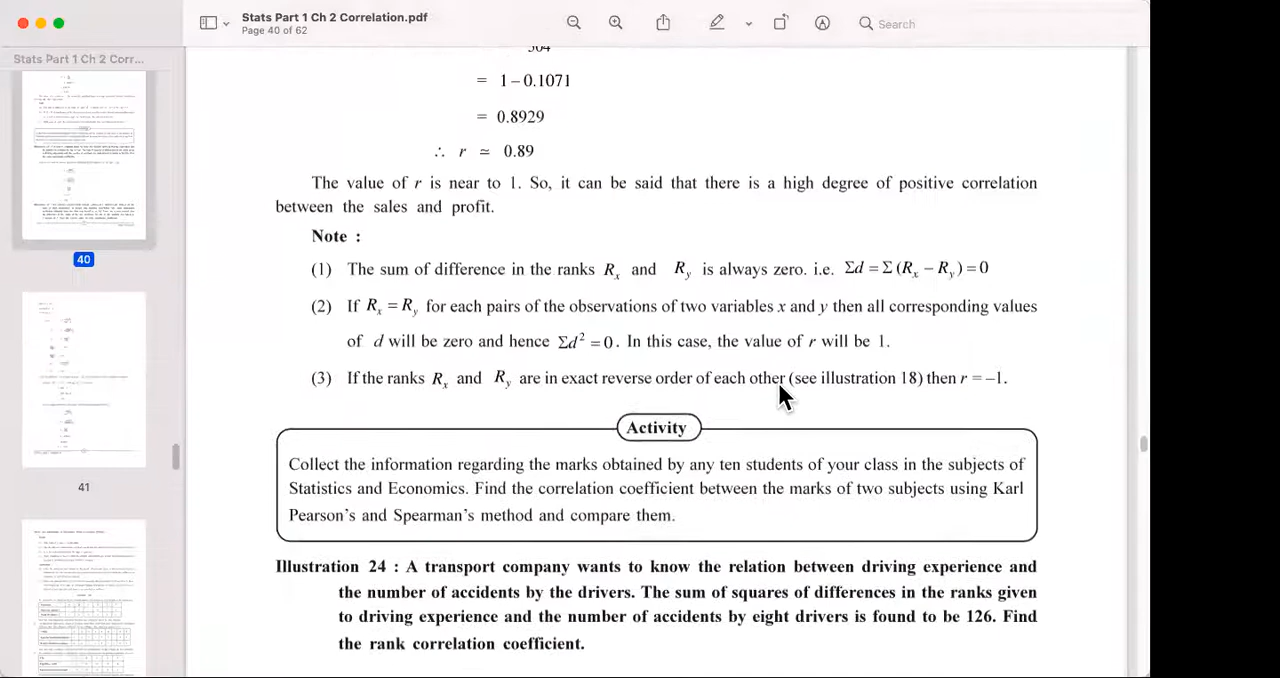 Stats Part 1 Ch 2 Correlation.pdf
Page 40 of 62
Search
Stats Part 1 Ch 2 Corr...
40
41
504
= 1 – 0.1071
= 0.8929
∴ r ≃ 0.89
The value of r is near to 1. So, it can be said that there is a high degree of positive correlation
between the sales and profit.
Note :
(1) The sum of difference in the ranks Rx and Ry is always zero. i.e. Σd = Σ (Rx – Ry) = 0
(2) If Rx = Ry for each pairs of the observations of two variables x and y then all corresponding values
of d will be zero and hence Σd² = 0. In this case, the value of r will be 1.
(3) If the ranks Rx and Ry are in exact reverse order of each other (see illustration 18) then r = –1.
Activity
Collect the information regarding the marks obtained by any ten students of your class in the subjects of
Statistics and Economics. Find the correlation coefficient between the marks of two subjects using Karl
Pearson's and Spearman's method and compare them.
Illustration 24 : A transport company wants to know the relation between driving experience and
the number of accidents by the drivers. The sum of squares of differences in the ranks given
to driving experience and the number of accidents by eight drivers is found to be 126. Find
the rank correlation coefficient.